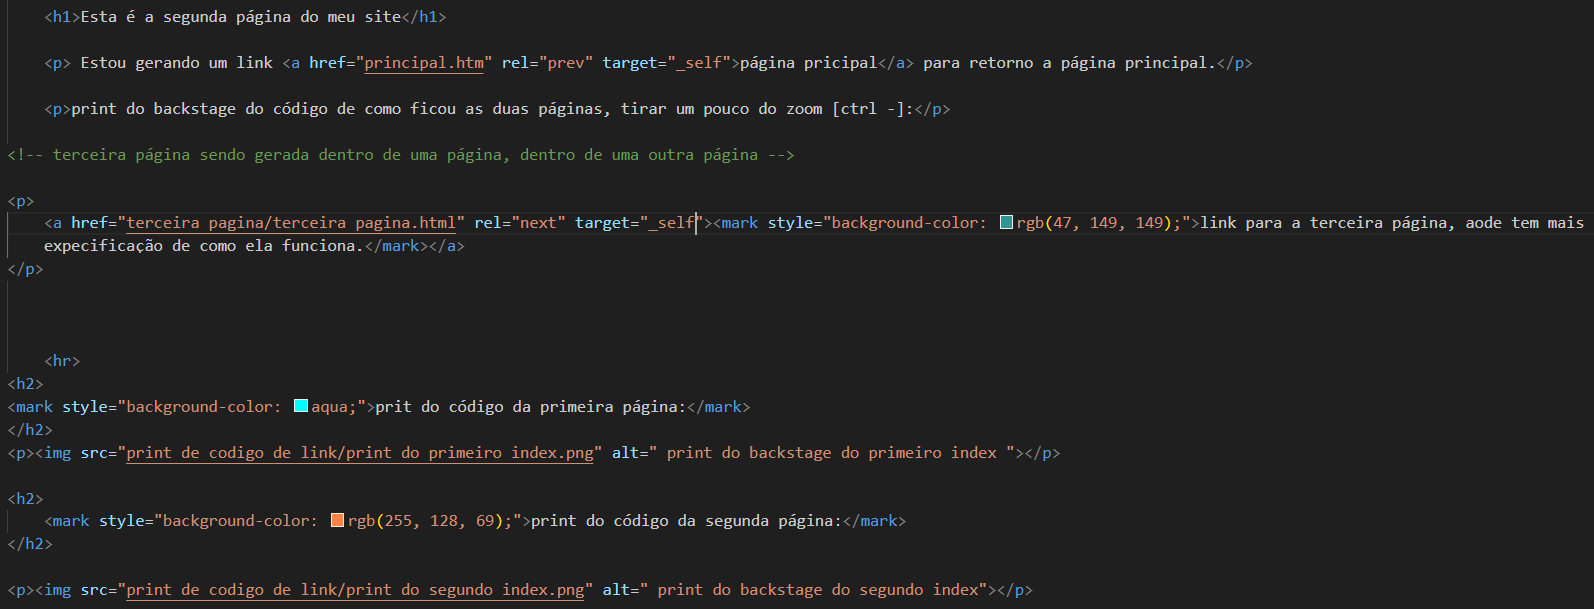 <h1>Esta é a segunda página do meu site</h1>
<p> Estou gerando um link <a href="principal.htm" rel="prev" target="_self">página pricipal</a> para retorno a página principal.</p>
<p>print do backstage do código de como ficou as duas páginas, tirar um pouco do zoom [ctrl -]:</p>
<!-- terceira página sendo gerada dentro de uma página, dentro de uma outra página -->
<p>
<a href="terceira pagina/terceira pagina.html" rel="next" target="_self"><mark style="background-color: rgb(47, 149, 149);">link para a terceira página, aode tem mais
expecificação de como ela funciona.</mark></a>
</p>
<hr>
<h2>
<mark style="background-color: aqua;">prit do código da primeira página:</mark>
</h2>
<p><img src="print de codigo de link/print do primeiro index.png" alt=" print do backstage do primeiro index "></p>
<h2>
<mark style="background-color: rgb(255, 128, 69);">print do código da segunda página:</mark>
</h2>
<p><img src="print de codigo de link/print do segundo index.png" alt=" print do backstage do segundo index"></p>